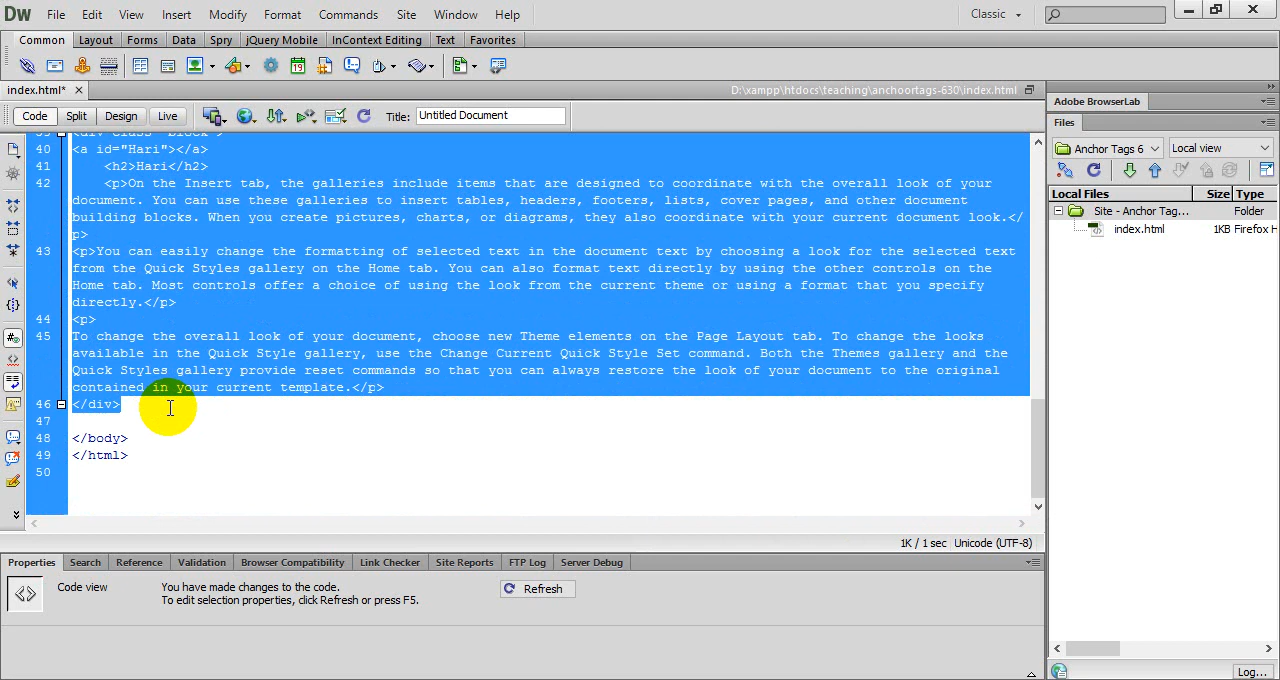 Dw File Edit View Insert Modify Format Commands Site Window Help Classic
Common Layout Forms Data Spry jQuery Mobile InContext Editing Text Favorites
index.html* D:\xampp\htdocs\teaching\anchoortags-630\index.html
Code Split Design Live Title: Untitled Document
39 <div class="block">
40 <a id="Hari"></a>
41 <h2>Hari</h2>
42 <p>On the Insert tab, the galleries include items that are designed to coordinate with the overall look of your
document. You can use these galleries to insert tables, headers, footers, lists, cover pages, and other document
building blocks. When you create pictures, charts, or diagrams, they also coordinate with your current document look.</
p>
43 <p>You can easily change the formatting of selected text in the document text by choosing a look for the selected text
from the Quick Styles gallery on the Home tab. You can also format text directly by using the other controls on the
Home tab. Most controls offer a choice of using the look from the current theme or using a format that you specify
directly.</p>
44 <p>
45 To change the overall look of your document, choose new Theme elements on the Page Layout tab. To change the looks
available in the Quick Style gallery, use the Change Current Quick Style Set command. Both the Themes gallery and the
Quick Styles gallery provide reset commands so that you can always restore the look of your document to the original
contained in your current template.</p>
46 </div>
47
48 </body>
49 </html>
50
1K / 1 sec Unicode (UTF-8)
Properties Search Reference Validation Browser Compatibility Link Checker Site Reports FTP Log Server Debug
Code view You have made changes to the code. Refresh
To edit selection properties, click Refresh or press F5.
Adobe BrowserLab
Files
Anchor Tags 6 Local view
Local Files Size Type
Site - Anchor Tag... Folder
index.html 1KB Firefox H
Log...